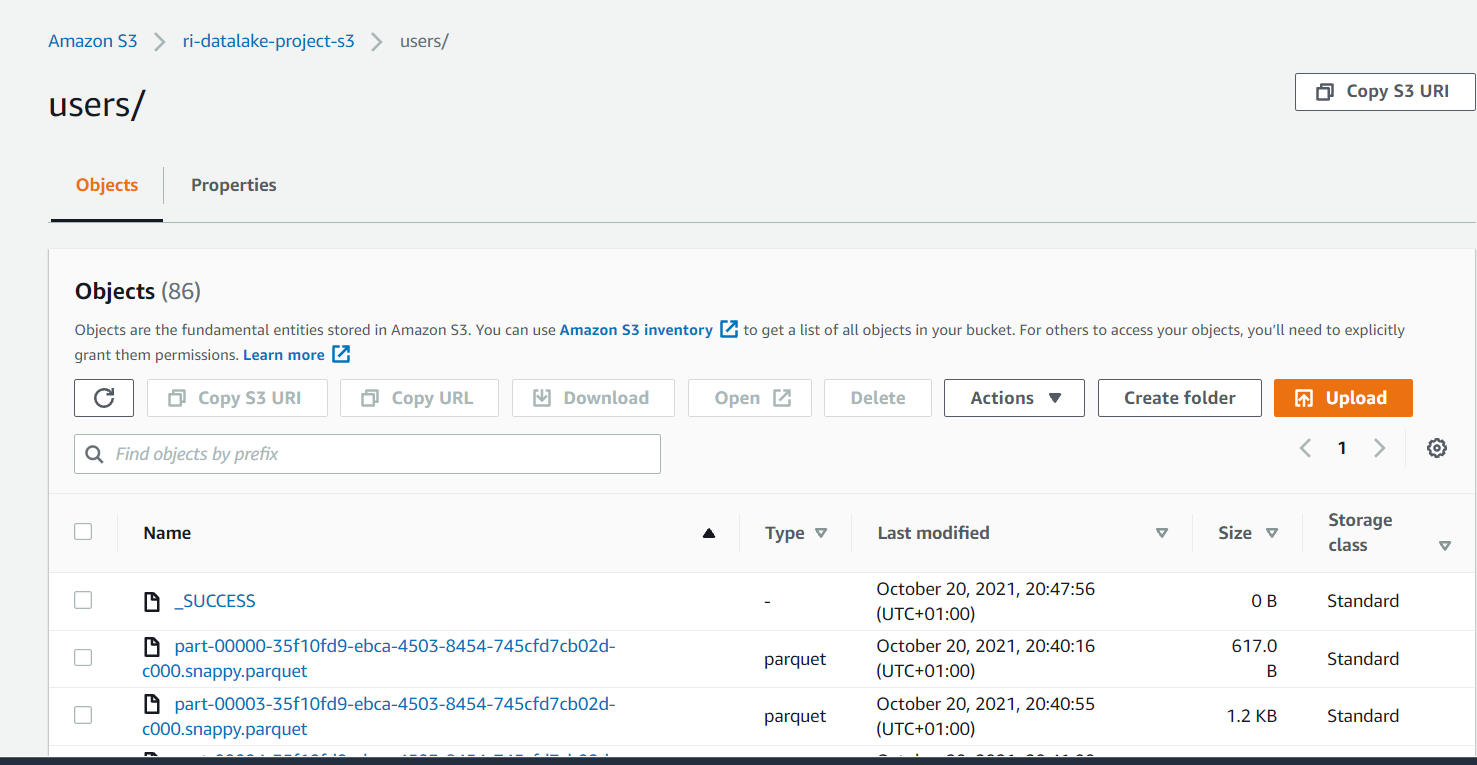 Amazon S3 > ri-datalake-project-s3 > users/
users/
Copy S3 URI
Objects
Properties
Objects (86)
Objects are the fundamental entities stored in Amazon S3. You can use Amazon S3 inventory to get a list of all objects in your bucket. For others to access your objects, you'll need to explicitly
grant them permissions. Learn more
Copy S3 URI Copy URL Download Open Delete Actions Create folder Upload
Find objects by prefix
1
Name Type Last modified Size Storage
class
_SUCCESS - October 20, 2021, 20:47:56 0 B Standard
(UTC+01:00)
part-00000-35f10fd9-ebca-4503-8454-745cfd7cb02d- parquet October 20, 2021, 20:40:16 617.0 Standard
c000.snappy.parquet (UTC+01:00) B
part-00003-35f10fd9-ebca-4503-8454-745cfd7cb02d- parquet October 20, 2021, 20:40:55 1.2 KB Standard
c000.snappy.parquet (UTC+01:00)